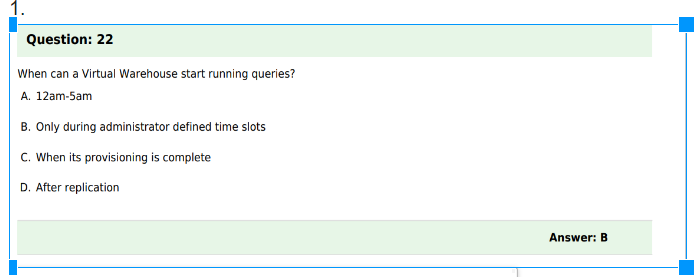 1.
Question: 22
When can a Virtual Warehouse start running queries?
A. 12am-5am
B. Only during administrator defined time slots
C. When its provisioning is complete
D. After replication
Answer: B